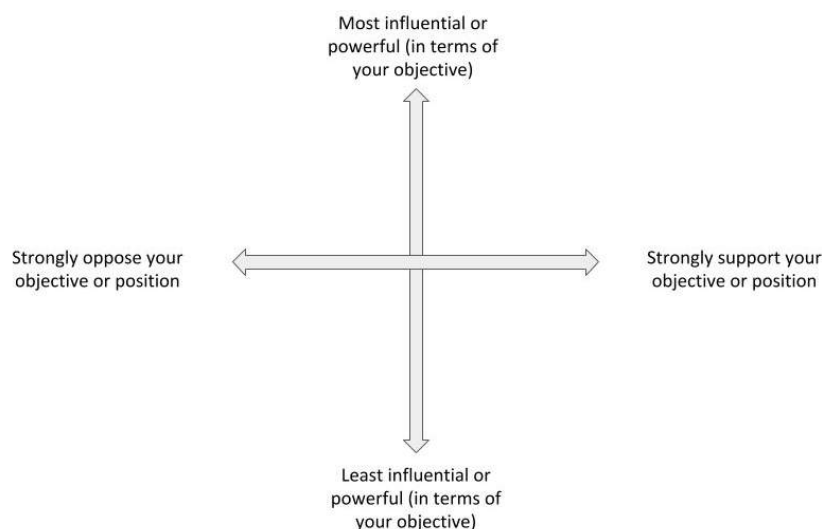 Most influential or
powerful (in terms of
your objective)
Strongly oppose your
objective or position
Strongly support your
objective or position
Least influential or
powerful (in terms of
your objective)